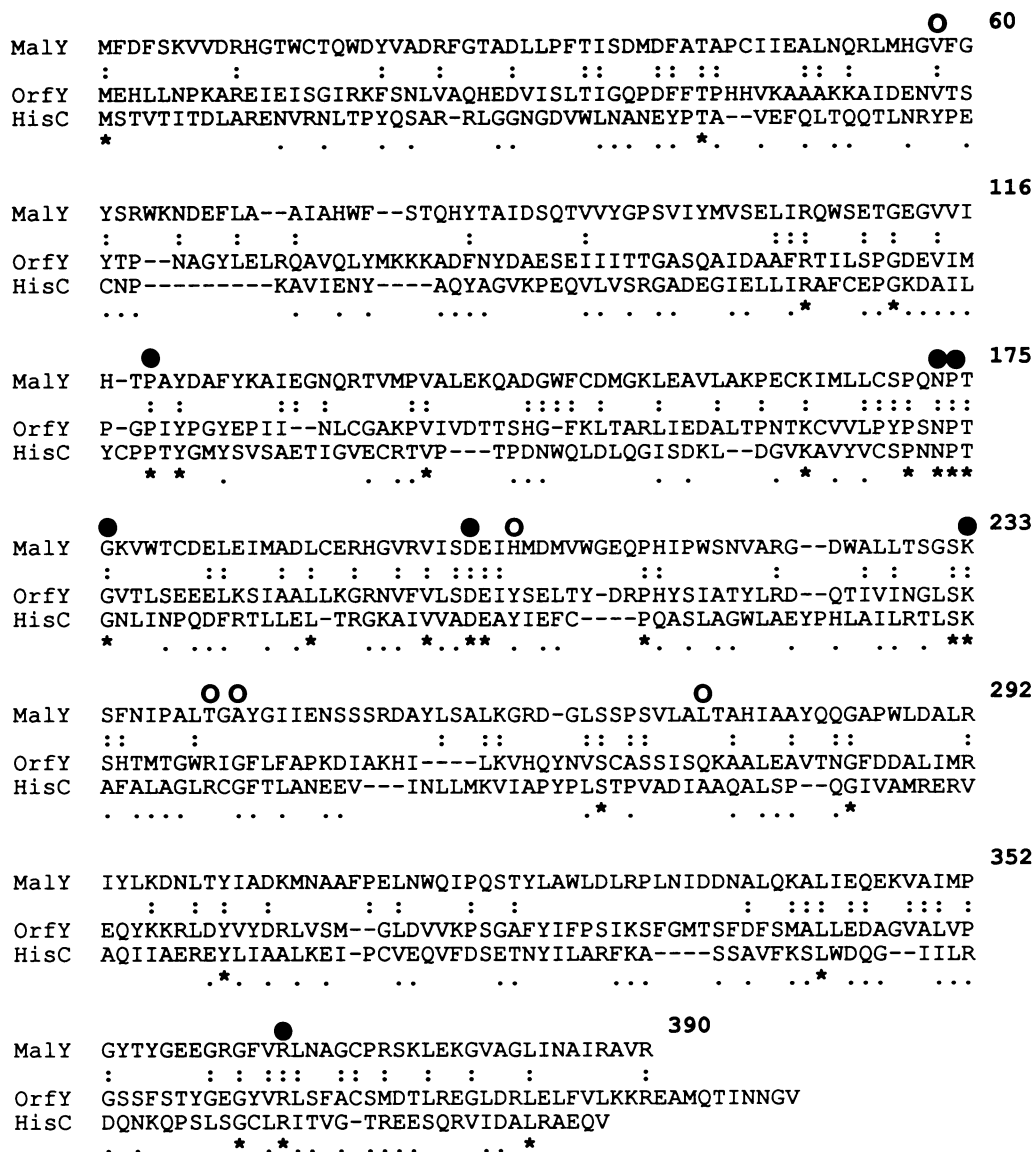 60
MalY MFDFSKVVDRHGTWCTQWDYVADRFGTADLLPFTISDMDFATAPCIIEALNQRLMHGVFG
OrfY MEHLLNPKAREIEISGIRKFSNLVAQHEDVISLTIGQPDFFTPHHVKAAAKKAIDENVTS
HisC MSTVTITDLARENVRNLTPYQSAR-RLGGNGDVWLNANEYPTA--VEFQLTQQTLNRYPE
116
MalY YSRWKNDEFLA--AIAHWF--STQHYTAIDSQTVVYGPSVIYMVSELIRQWSETGEGVVI
OrfY YTP--NAGYLELRQAVQLYMKKKADFNYDAESEIIITTGASQAIDAAFRTILSPGDEVIM
HisC CNP---------KAVIENY----AQYAGVKPEQVLVSRGADEGIELLIRAFCEPGKDAIL
175
MalY H-TPAYDAFYKAIEGNQRTVMPVALEKQADGWFCDMGKLEAVLAKPECKIMLLCSPQNPT
OrfY P-GPIYPGYEPII--NLCGAKPVIVDTTSHG-FKLTARLIEDALTPNTKCVVLPYPSNPT
HisC YCPPTYGMYSVSAETIGVECRTVP---TPDNWQLDLQGISDKL--DGVKAVYVCSPNNPT
233
MalY GKVWTCDELEIMADLCERHGVRVISDEIHMDMVWGEQPHIPWSNVARG--DWALLTSGSK
OrfY GVTLSEEELKSIAALLKGRNVFVLSDEIYSELTY-DRPHYSIATYLRD--QTIVINGLSK
HisC GNLINPQDFRTLLEL-TRGKAIVVADEAYIEFC----PQASLAGWLAEYPHLAILRTLSK
292
MalY SFNIPALTGAYGIIENSSSRDAYLSALKGRD-GLSSPSVLALTAHIAAYQQGAPWLDALR
OrfY SHTMTGWRIGFLFAPKDIAKHI----LKVHQYNVSCASSISQKAALEAVTNGFDDALIMR
HisC AFALAGLRCGFTLANEEV---INLLMKVIAPYPLSTPVADIAAQALSP--QGIVAMRERV
352
MalY IYLKDNLTYIADKMNAAFPELNWQIPQSTYLAWLDLRPLNIDDNALQKALIEQEKVAIMP
OrfY EQYKKRLDYVYDRLVSM--GLDVVKPSGAFYIFPSIKSFGMTSFDFSMALLEDAGVALVP
HisC AQIIAEREYLIAALKEI-PCVEQVFDSETNYILARFKA----SSAVFKSLWDQG--IILR
390
MalY GYTYGEEGRGFVRLNAGCPRSKLEKGVAGLINAIRAVR
OrfY GSSFSTYGEGYVRLSFACSMDTLREGLDRLELFVLKKREAMQTINNGV
HisC DQNKQPSLSGCLRITVG-TREESQRVIDALRAEQV